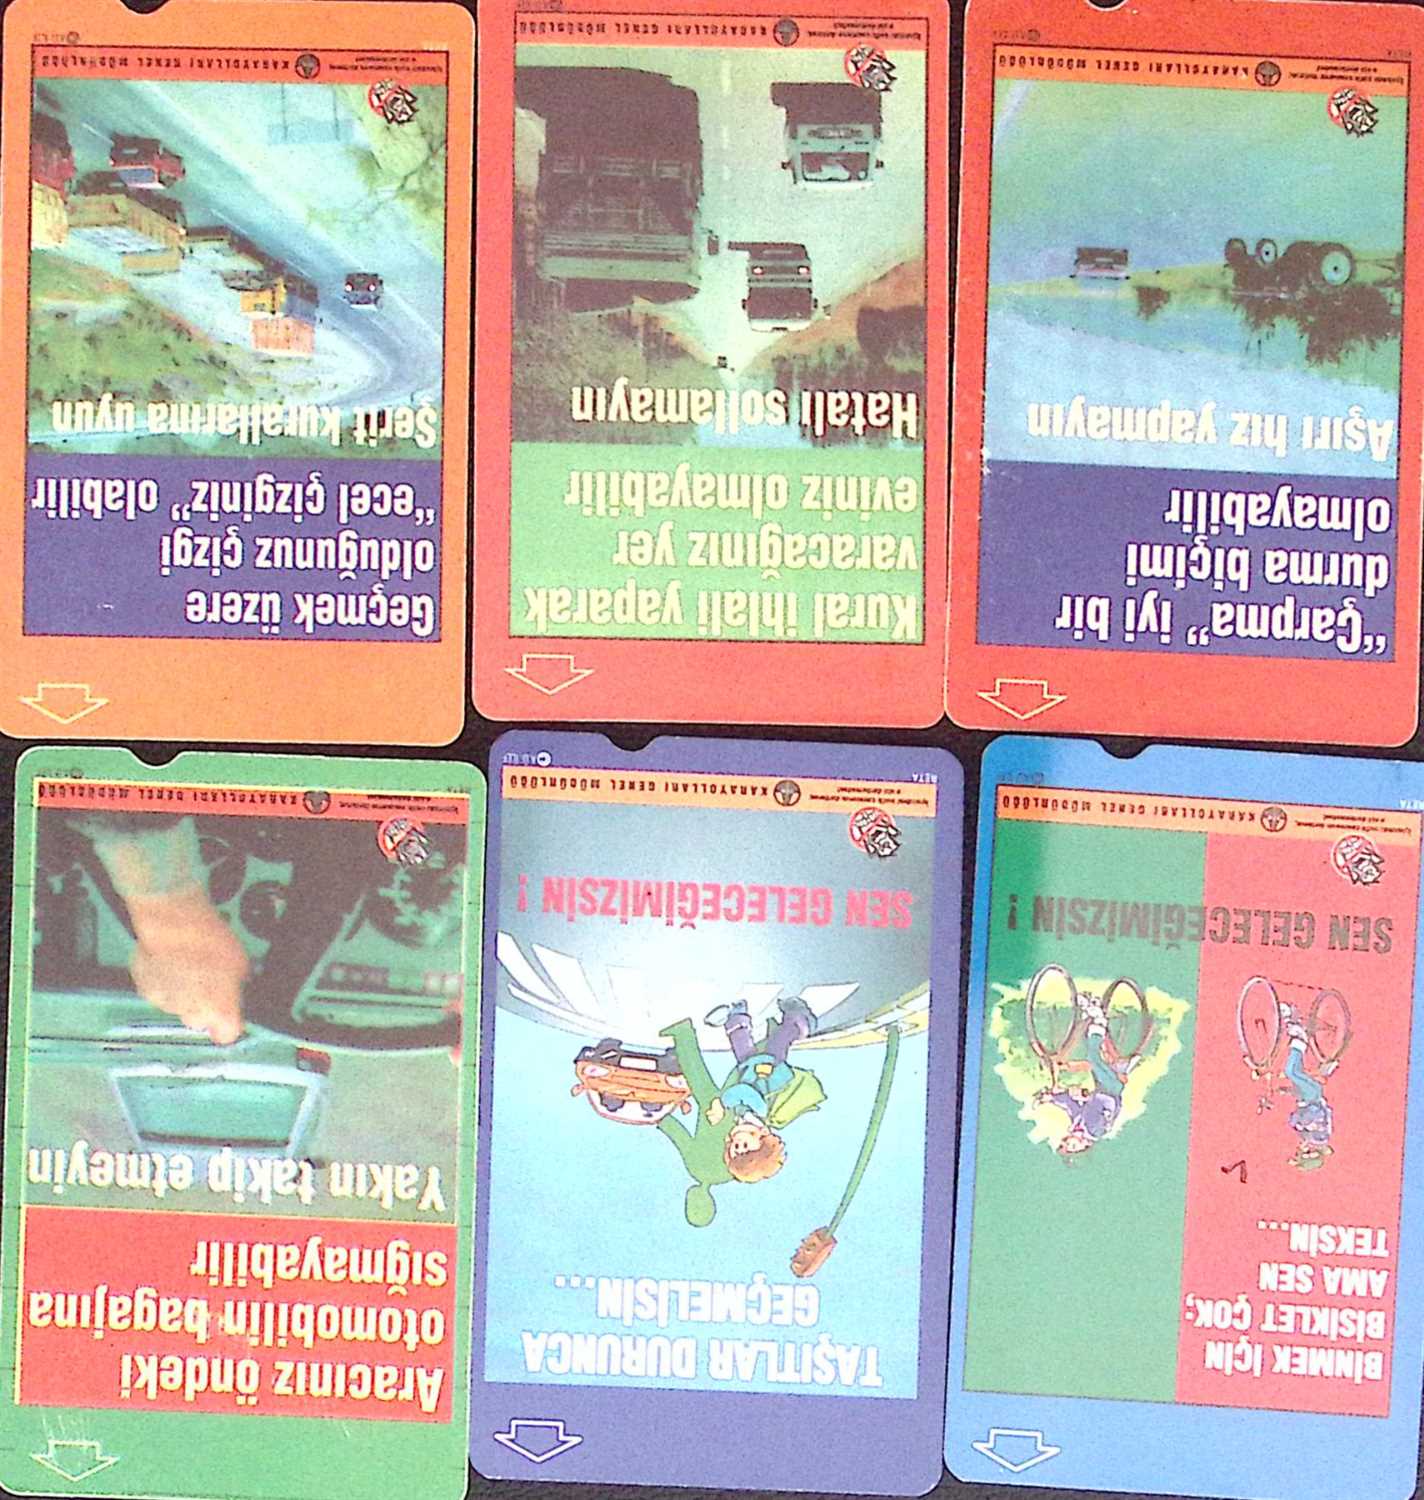 BİNMEK İÇİN
BİSİKLET ÇOK,
AMA SEN
TEKSİN...
SEN GELECEĞİMİZSİN !
KARAYOLLARI GENEL MÜDÜRLÜĞÜ
BETA
TAŞITLAR DURUNCA
GEÇMELİSİN...
SEN GELECEĞİMİZSİN !
KARAYOLLARI GENEL MÜDÜRLÜĞÜ
BETA
Aracınız öndeki
otomobilin bagajına
sığmayabilir
Yakın takip etmeyin
KARAYOLLARI GENEL MÜDÜRLÜĞÜ
"Çarpma" iyi bir
durma biçimi
olmayabilir
Aşırı hız yapmayın
KARAYOLLARI GENEL MÜDÜRLÜĞÜ
Kural ihlali yaparak
varacağınız yer
eviniz olmayabilir
Hatalı sollamayın
KARAYOLLARI GENEL MÜDÜRLÜĞÜ
Geçmek üzere
olduğunuz çizgi
"ecel çizginiz" olabilir
Şerit kurallarına uyun
KARAYOLLARI GENEL MÜDÜRLÜĞÜ